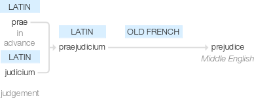 LATIN
prae
in
advance
LATIN
judicium
judgement
LATIN
praejudicium
OLD FRENCH
prejudice
Middle English